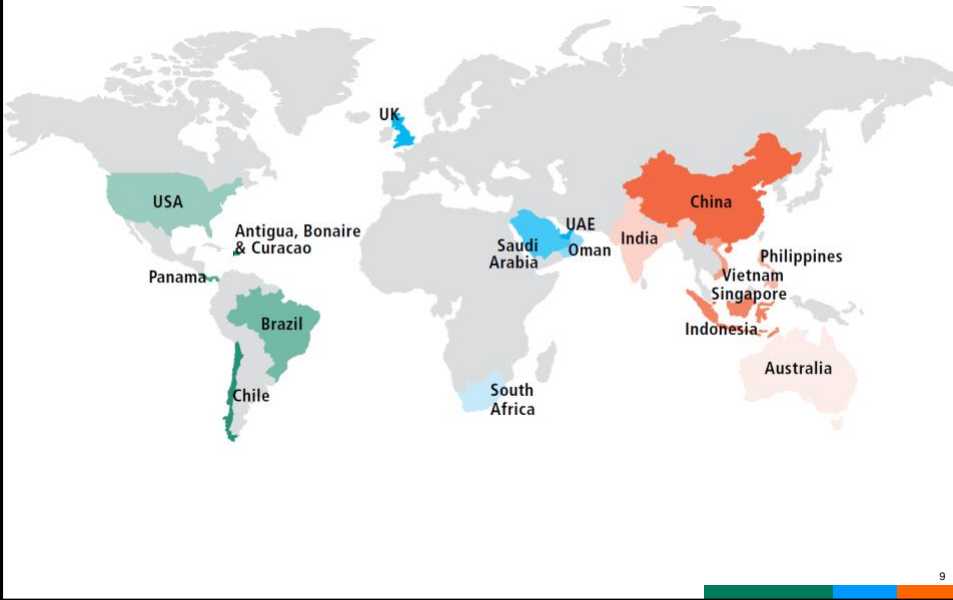 UK
USA
Antigua, Bonaire
& Curacao
Panama
Brazil
Chile
UAE
Saudi
Arabia
Oman
South
Africa
China
India
Philippines
Vietnam
Singapore
Indonesia
Australia
9